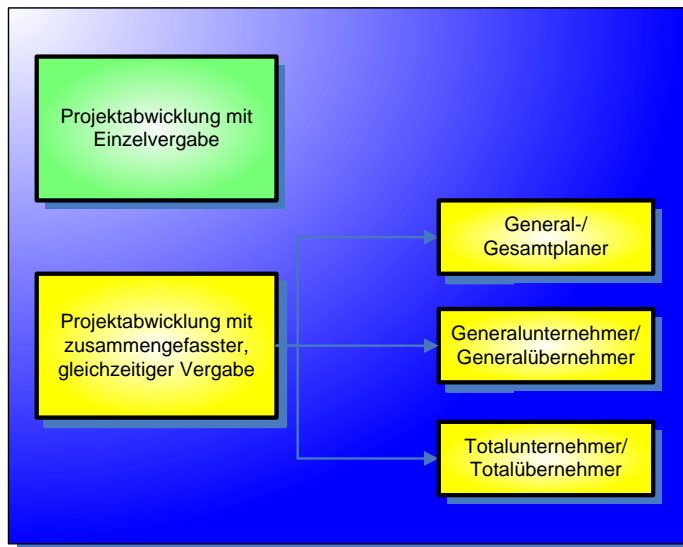 Projektabwicklung mit
Einzelvergabe
Projektabwicklung mit
zusammengefasster,
gleichzeitiger Vergabe
General-/
Gesamtplaner
Generalunternehmer/
Generalübernehmer
Totalunternehmer/
Totalübernehmer